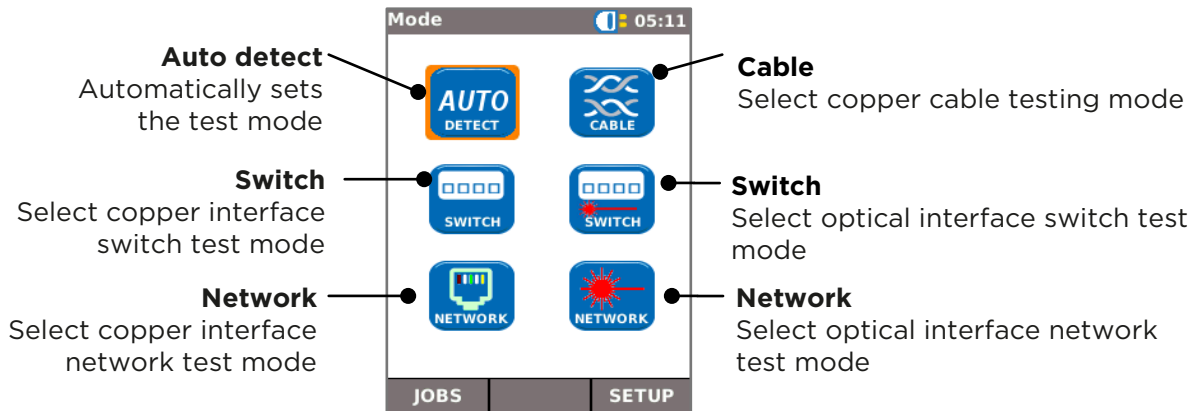 Mode
05:11
Auto detect
Automatically sets
the test mode
AUTO
DETECT
CABLE
Cable
Select copper cable testing mode
Switch
Select copper interface
switch test mode
SWITCH
SWITCH
Switch
Select optical interface switch test
mode
Network
Select copper interface
network test mode
NETWORK
NETWORK
Network
Select optical interface network
test mode
JOBS
SETUP